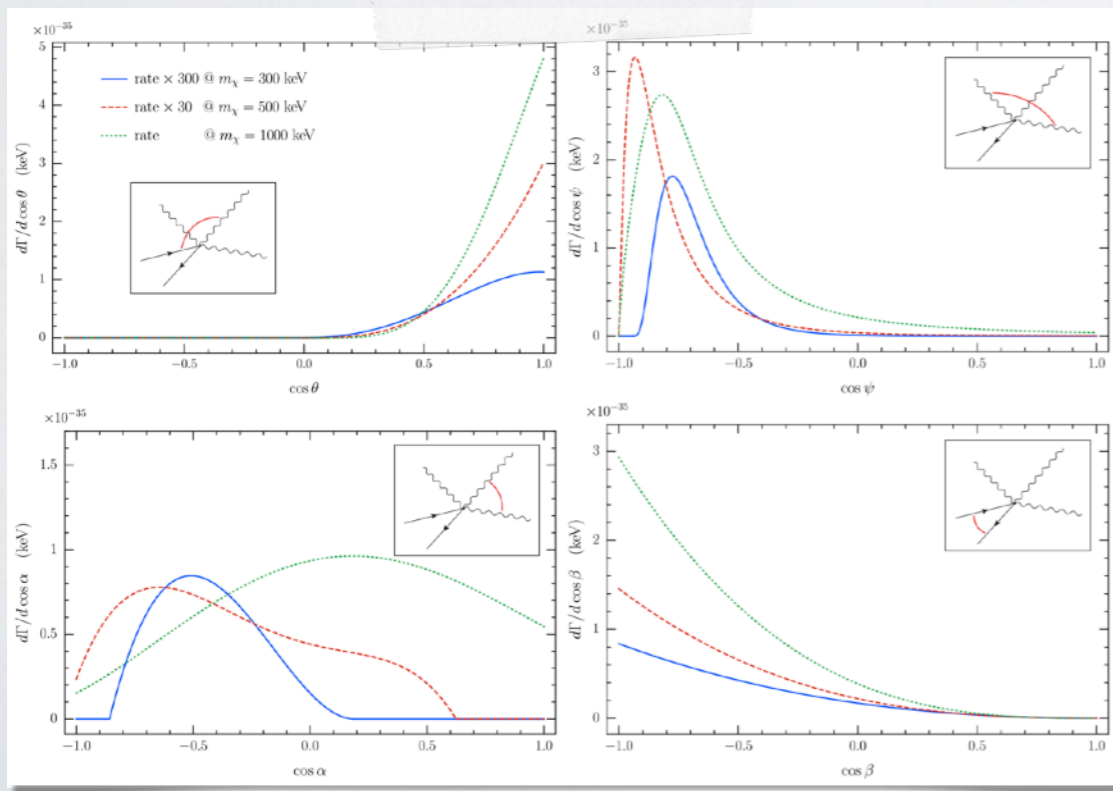 ×10⁻³⁵
5
4
3
2
1
0
dΓ/d cos θ (keV)
rate × 300 @ mχ = 300 keV
rate × 30 @ mχ = 500 keV
rate @ mχ = 1000 keV
−1.0 −0.5 0.0 0.5 1.0
cos θ
×10⁻³⁵
3
2
1
0
dΓ/d cos ψ (keV)
−1.0 −0.5 0.0 0.5 1.0
cos ψ
×10⁻³⁵
1.5
1
0.5
0
dΓ/d cos α (keV)
−1.0 −0.5 0.0 0.5 1.0
cos α
×10⁻³⁵
3
2
1
0
dΓ/d cos β (keV)
−1.0 −0.5 0.0 0.5 1.0
cos β